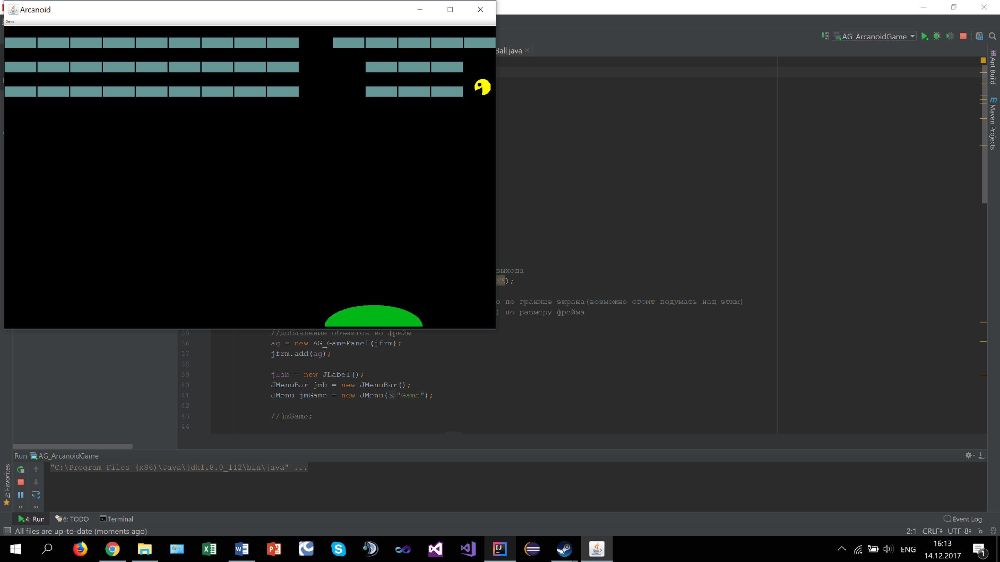 Arcanoid
Game
AG_ArcanoidGame
Ball.java
Ant Build
Maven Projects
выхода
SE);
о по границе экрана(возможно стоит подумать над этим)
) по размеру фрейма
35 //добавление объектов во фрейм
36 ag = new AG_GamePanel(jfrm);
37 jfrm.add(ag);
38
39 jlab = new JLabel();
40 JMenuBar jmb = new JMenuBar();
41 JMenu jmGame = new JMenu( s: "Game");
42
43 //jmGame;
44
Run AG_ArcanoidGame
"C:\Program Files (x86)\Java\jdk1.8.0_112\bin\java" ...
2: Favorites
4: Run 6: TODO Terminal Event Log
All files are up-to-date (moments ago) 2:1 CRLF UTF-8
ENG
16:13
14.12.2017
1